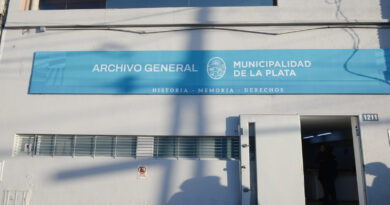 ARCHIVO GENERAL
MUNICIPALIDAD
DE LA PLATA
HISTORIA · MEMORIA · DERECHOS
1211